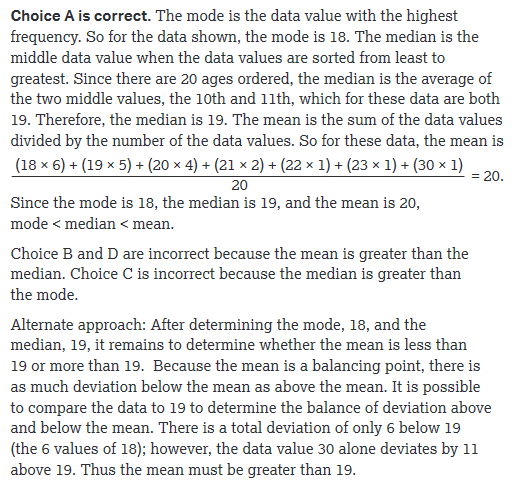 Choice A is correct. The mode is the data value with the highest
frequency. So for the data shown, the mode is 18. The median is the
middle data value when the data values are sorted from least to
greatest. Since there are 20 ages ordered, the median is the average of
the two middle values, the 10th and 11th, which for these data are both
19. Therefore, the median is 19. The mean is the sum of the data values
divided by the number of the data values. So for these data, the mean is
(18 × 6) + (19 × 5) + (20 × 4) + (21 × 2) + (22 × 1) + (23 × 1) + (30 × 1)
20
= 20.
Since the mode is 18, the median is 19, and the mean is 20,
mode < median < mean.
Choice B and D are incorrect because the mean is greater than the
median. Choice C is incorrect because the median is greater than
the mode.
Alternate approach: After determining the mode, 18, and the
median, 19, it remains to determine whether the mean is less than
19 or more than 19. Because the mean is a balancing point, there is
as much deviation below the mean as above the mean. It is possible
to compare the data to 19 to determine the balance of deviation above
and below the mean. There is a total deviation of only 6 below 19
(the 6 values of 18); however, the data value 30 alone deviates by 11
above 19. Thus the mean must be greater than 19.